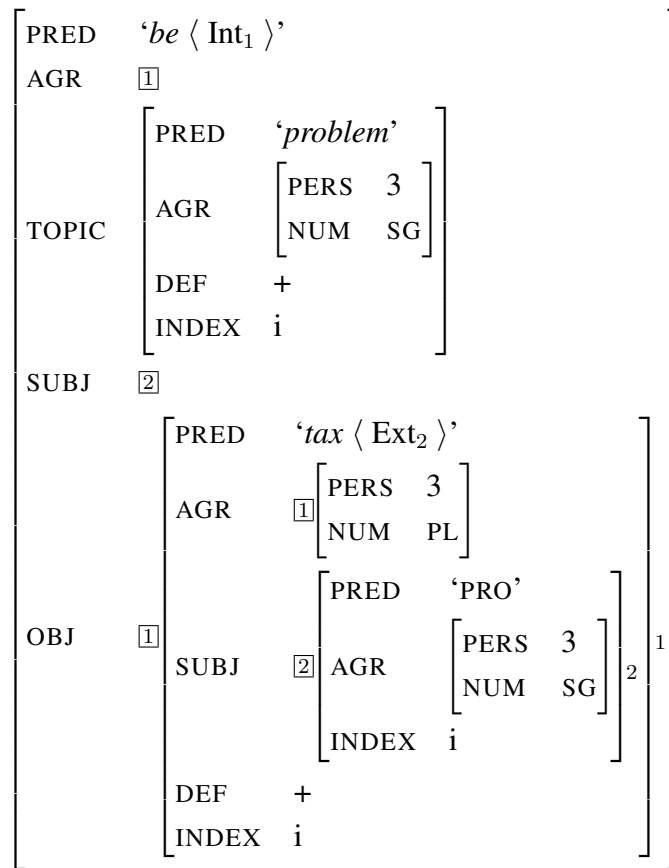 PRED ‘be ⟨ Int₁ ⟩’
AGR 1
TOPIC
PRED ‘problem’
AGR
PERS 3
NUM SG
DEF +
INDEX i
SUBJ 2
OBJ 1
PRED ‘tax ⟨ Ext₂ ⟩’
AGR 1
PERS 3
NUM PL
SUBJ 2
PRED ‘PRO’
AGR
PERS 3
NUM SG
INDEX i
2
DEF +
INDEX i
1